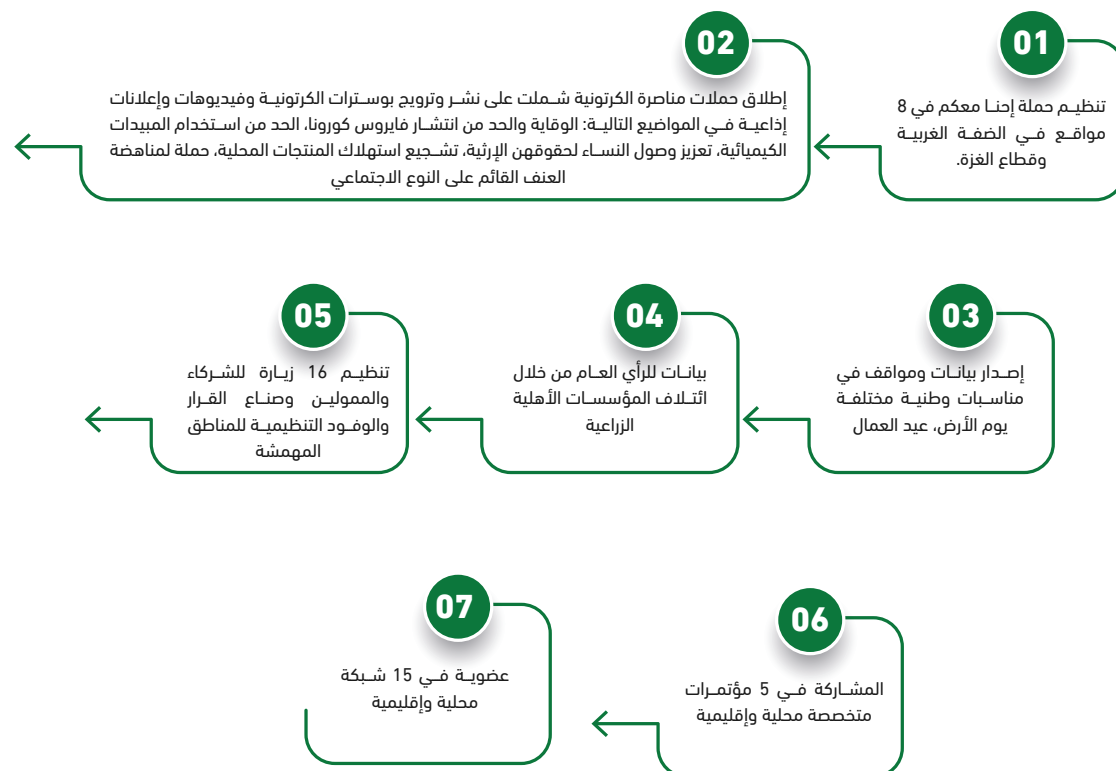 01
تنظيم حملة إحنا معكم في 8
مواقع في الضفة الغربية
وقطاع الغزة.
02
إطلاق حملات مناصرة الكرتونية شملت على نشر وترويج بوسترات الكرتونية وفيديوهات وإعلانات
إذاعية في المواضيع التالية: الوقاية والحد من انتشار فايروس كورونا، الحد من استخدام المبيدات
الكيميائية، تعزيز وصول النساء لحقوقهن الإرثية، تشجيع استهلاك المنتجات المحلية، حملة لمناهضة
العنف القائم على النوع الاجتماعي
03
إصدار بيانات ومواقف في
مناسبات وطنية مختلفة
يوم الأرض، عيد العمال
04
بيانات للرأي العام من خلال
ائتلاف المؤسسات الأهلية
الزراعية
05
تنظيم 16 زيارة للشركاء
والممولين وصناع القرار
والوفود التنظيمية للمناطق
المهمشة
06
المشاركة في 5 مؤتمرات
متخصصة محلية وإقليمية
07
عضوية في 15 شبكة
محلية وإقليمية